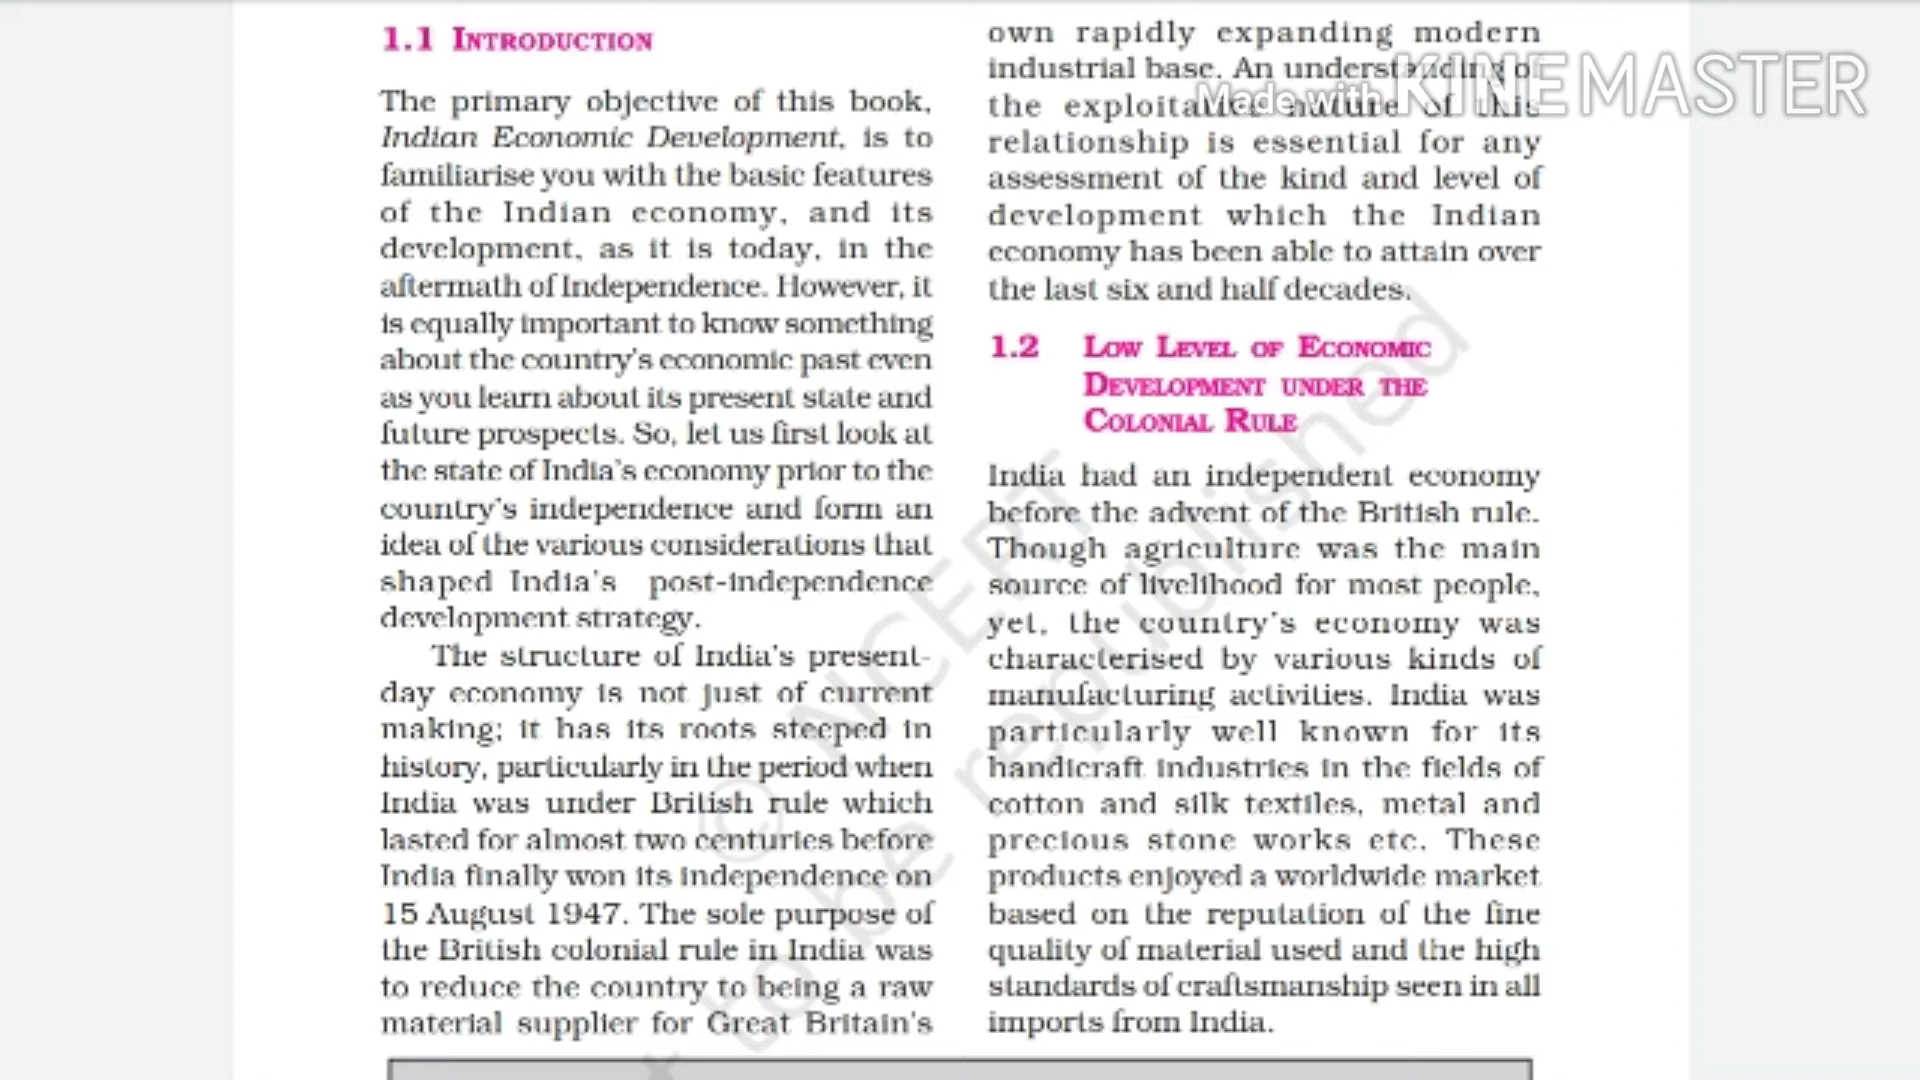 1.1 INTRODUCTION
The primary objective of this book,
Indian Economic Development, is to
familiarise you with the basic features
of the Indian economy, and its
development, as it is today, in the
aftermath of Independence. However, it
is equally important to know something
about the country's economic past even
as you learn about its present state and
future prospects. So, let us first look at
the state of India's economy prior to the
country's independence and form an
idea of the various considerations that
shaped India's post-independence
development strategy.
The structure of India's present-
day economy is not just of current
making; it has its roots steeped in
history, particularly in the period when
India was under British rule which
lasted for almost two centuries before
India finally won its independence on
15 August 1947. The sole purpose of
the British colonial rule in India was
to reduce the country to being a raw
material supplier for Great Britain's
own rapidly expanding modern
industrial base. An understanding of
the exploitative nature of this
relationship is essential for any
assessment of the kind and level of
development which the Indian
economy has been able to attain over
the last six and half decades.
1.2 LOW LEVEL OF ECONOMIC
DEVELOPMENT UNDER THE
COLONIAL RULE
India had an independent economy
before the advent of the British rule.
Though agriculture was the main
source of livelihood for most people,
yet, the country's economy was
characterised by various kinds of
manufacturing activities. India was
particularly well known for its
handicraft industries in the fields of
cotton and silk textiles, metal and
precious stone works etc. These
products enjoyed a worldwide market
based on the reputation of the fine
quality of material used and the high
standards of craftsmanship seen in all
imports from India.
Made with KINEMASTER
© NCERT
to be republished